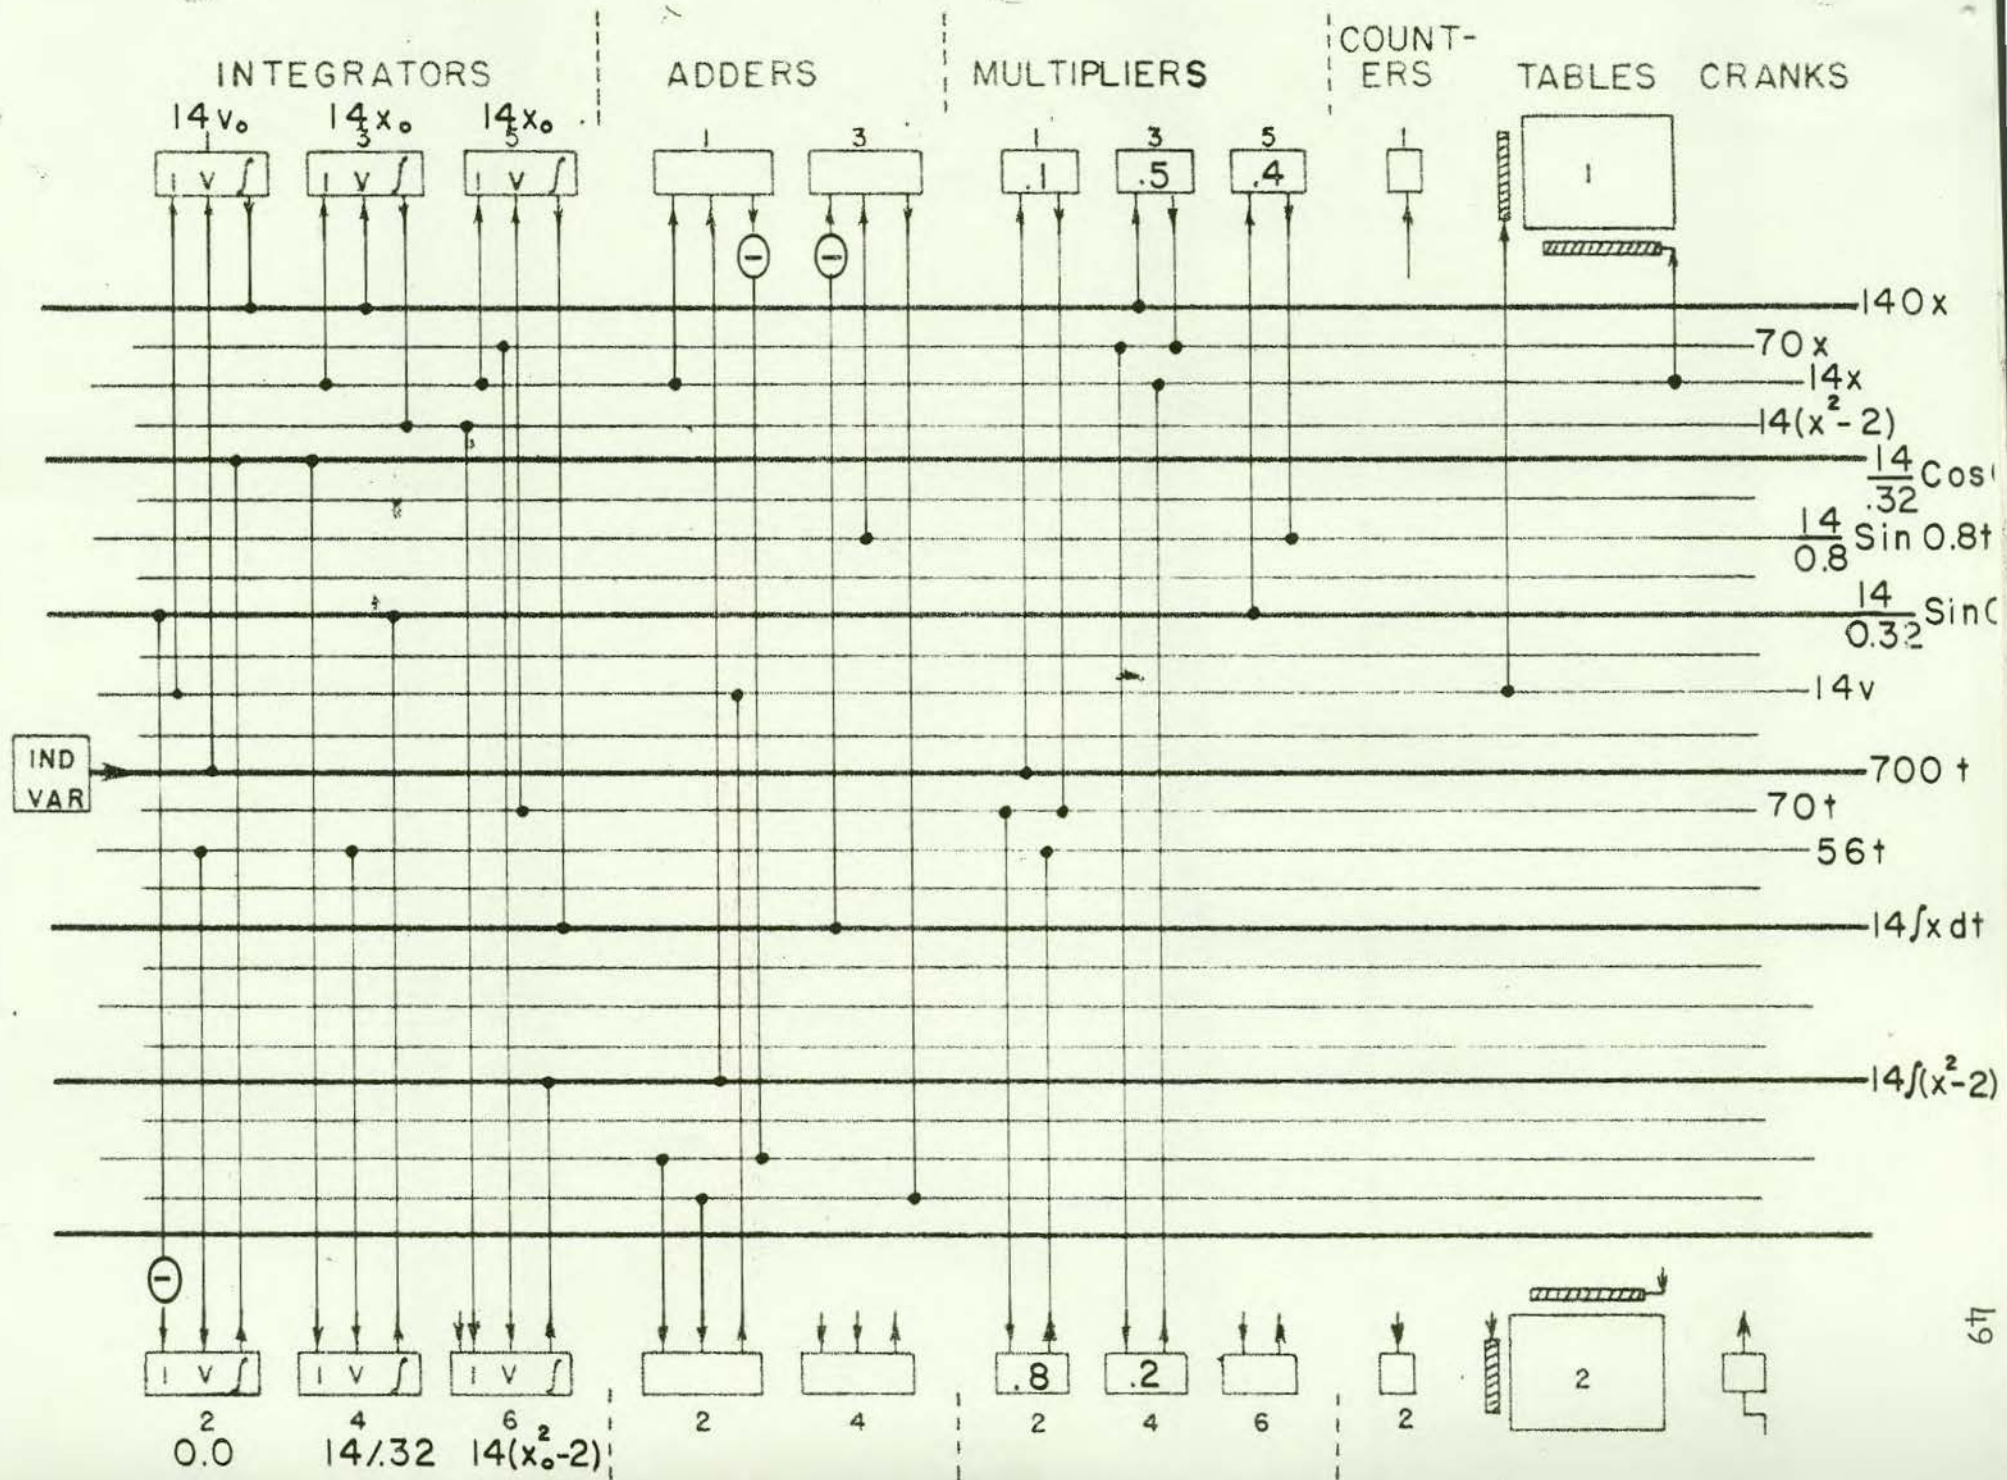 COUNT-
INTEGRATORS ADDERS MULTIPLIERS ERS TABLES CRANKS
14v₀ 14x₀ 14x₀
1 3 5 1 3 1 3 5 1
I V ∫ I V ∫ I V ∫ .1 .5 .4 1
− −
140x
70x
14x
14(x²-2)
14/.32 Cos
14/0.8 Sin 0.8t
14/0.32 Sin
14v
IND
VAR
700t
70t
56t
14∫x dt
14∫(x²-2)
−
I V ∫ I V ∫ I V ∫ .8 .2 2
2 4 6 2 4 2 4 6 2
0.0 14/.32 14(x₀²-2)
49